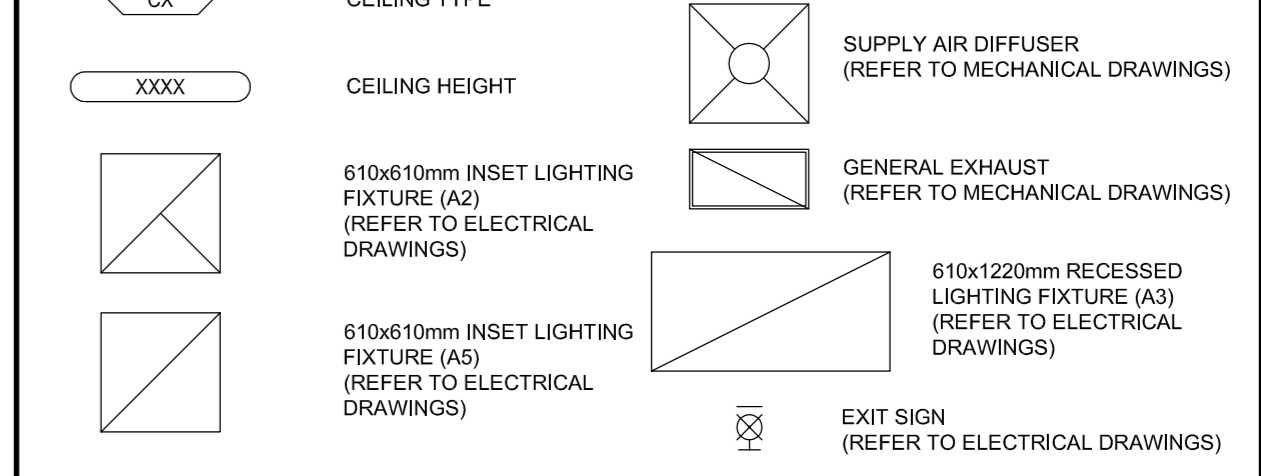 CX
CEILING TYPE
XXXX
CEILING HEIGHT
610x610mm INSET LIGHTING
FIXTURE (A2)
(REFER TO ELECTRICAL
DRAWINGS)
610x610mm INSET LIGHTING
FIXTURE (A5)
(REFER TO ELECTRICAL
DRAWINGS)
SUPPLY AIR DIFFUSER
(REFER TO MECHANICAL DRAWINGS)
GENERAL EXHAUST
(REFER TO MECHANICAL DRAWINGS)
610x1220mm RECESSED
LIGHTING FIXTURE (A3)
(REFER TO ELECTRICAL
DRAWINGS)
EXIT SIGN
(REFER TO ELECTRICAL DRAWINGS)